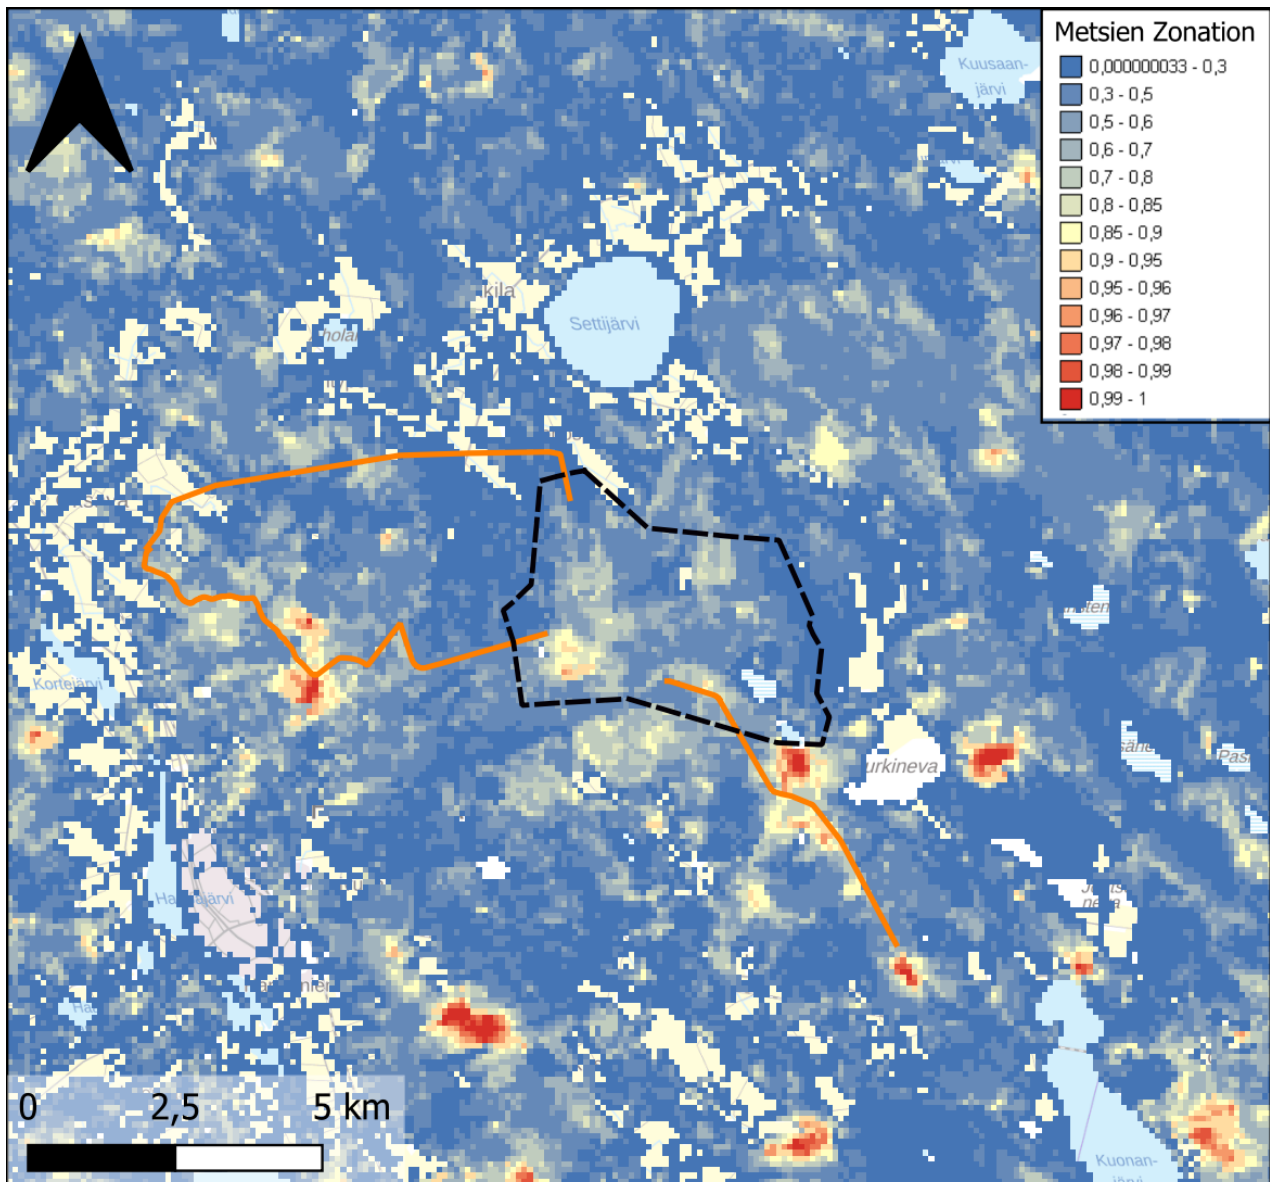 Metsien Zonation
0,000000033 - 0,3
0,3 - 0,5
0,5 - 0,6
0,6 - 0,7
0,7 - 0,8
0,8 - 0,85
0,85 - 0,9
0,9 - 0,95
0,95 - 0,96
0,96 - 0,97
0,97 - 0,98
0,98 - 0,99
0,99 - 1
Kuusaan-
järvi
kila
Settijärvi
holai
Kortejärvi
urkineva
neva
0 2,5 5 km
Kuonan-
järvi